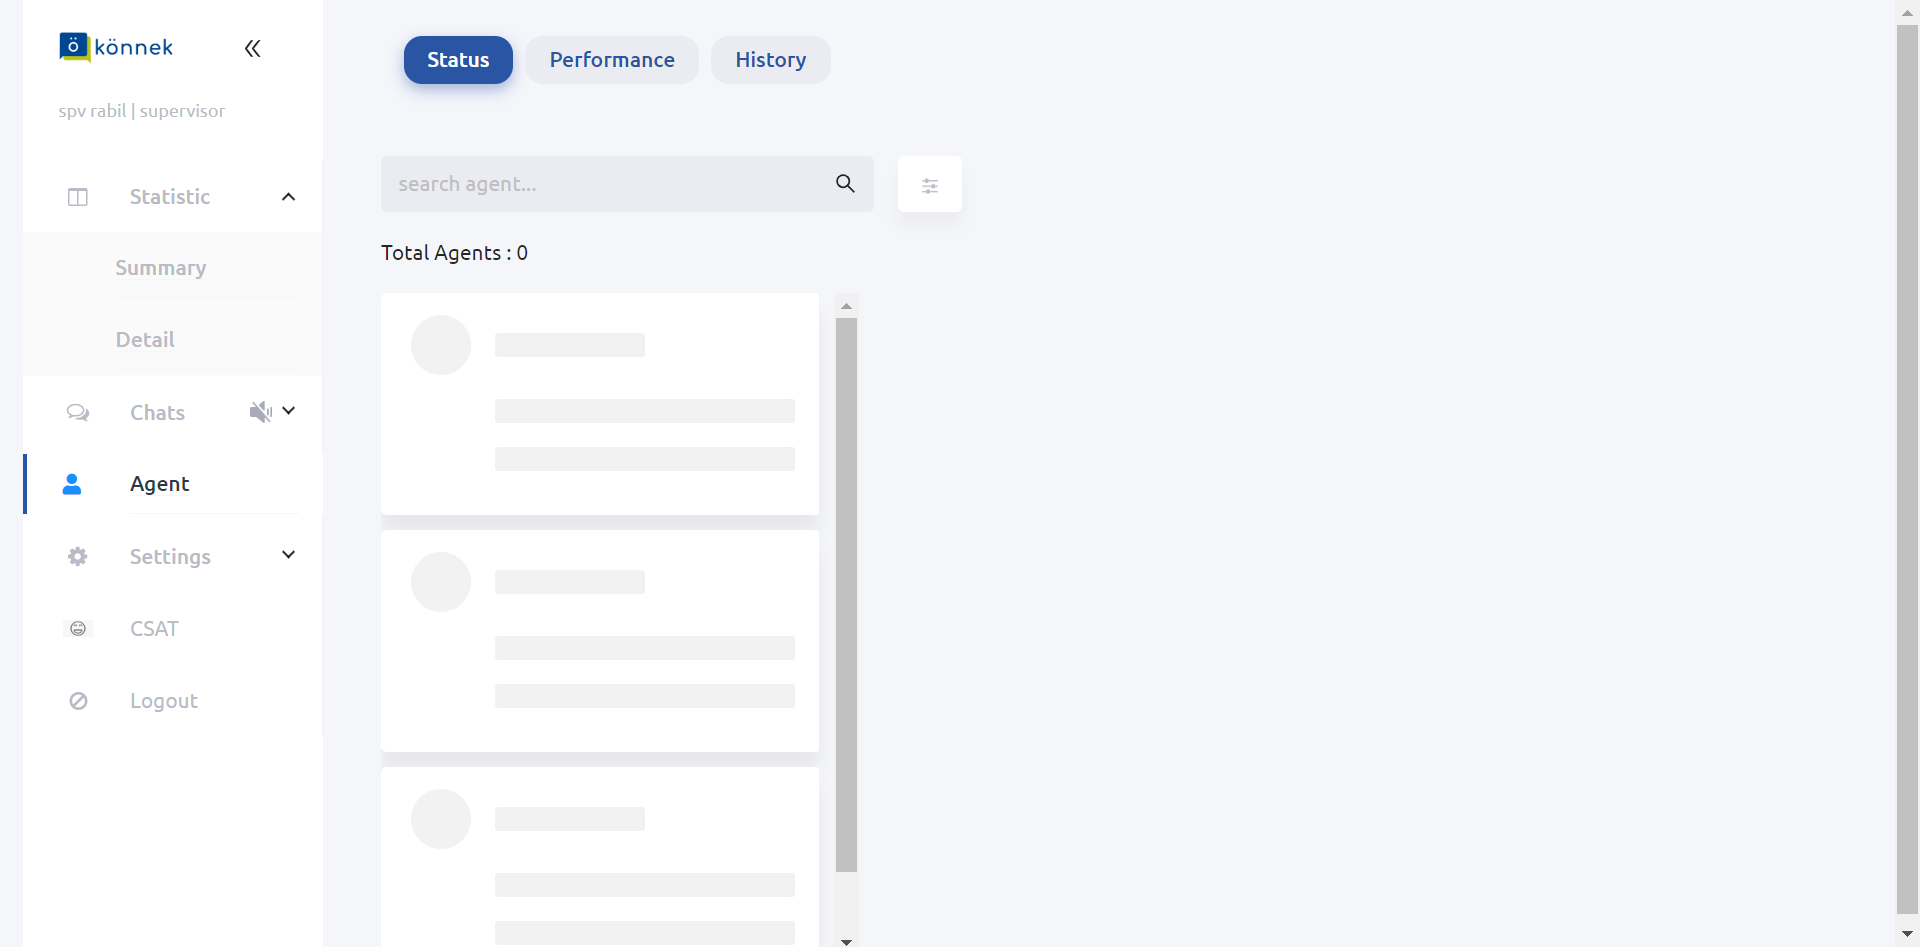 könnek
spv rabil | supervisor
Statistic
Summary
Detail
Chats
Agent
Settings
CSAT
Logout
Status
Performance
History
search agent...
Total Agents : 0